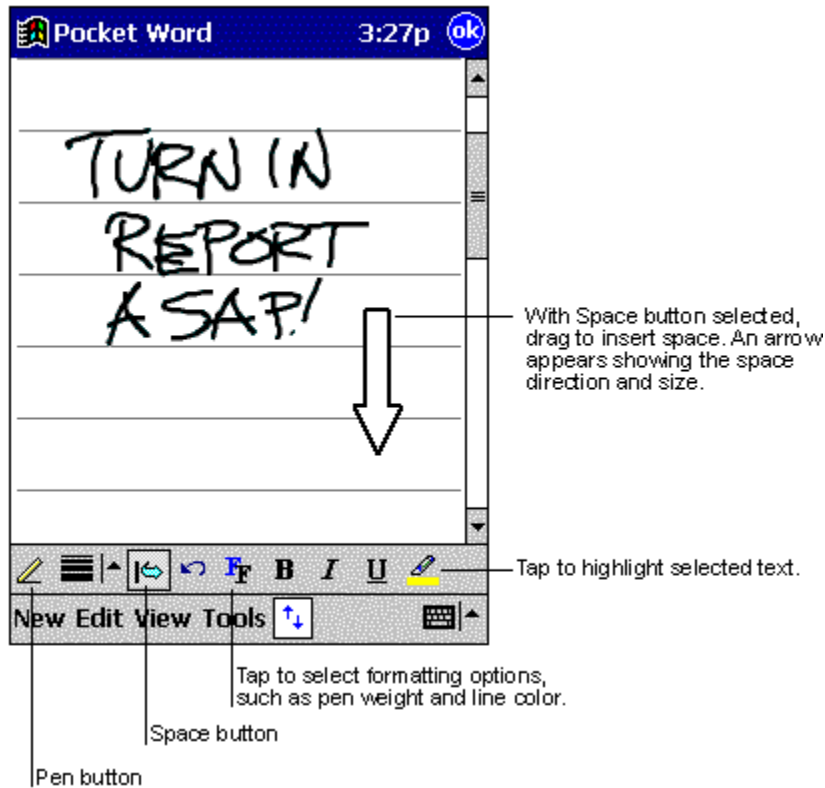 Pocket Word 3:27p ok
TURN IN
REPORT
ASAP!
With Space button selected,
drag to insert space. An arrow
appears showing the space
direction and size.
FF B I U
Tap to highlight selected text.
New Edit View Tools
Tap to select formatting options,
such as pen weight and line color.
Space button
Pen button